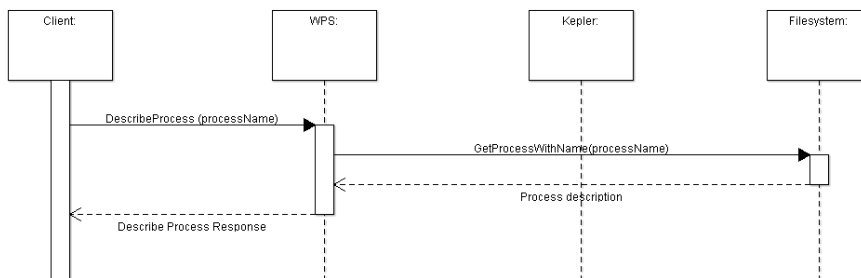 Client:
WPS:
Kepler:
Filesystem:
DescribeProcess (processName)
GetProcessWithName(processName)
Process description
Describe Process Response